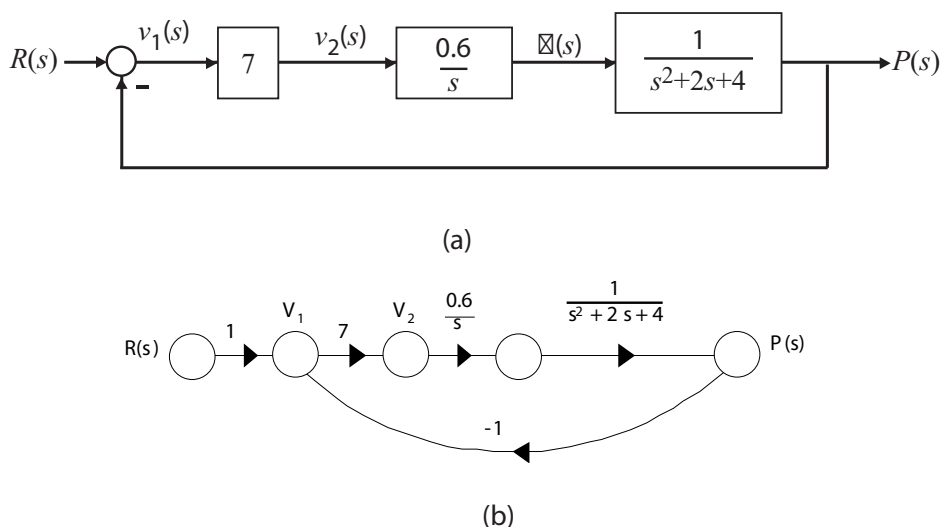 R(s)
v₁(s)
7
v₂(s)
0.6
s
(s)
1
s²+2s+4
P(s)
-
(a)
R(s)
1
V₁
7
V₂
0.6
s
1
s² + 2 s + 4
P(s)
-1
(b)